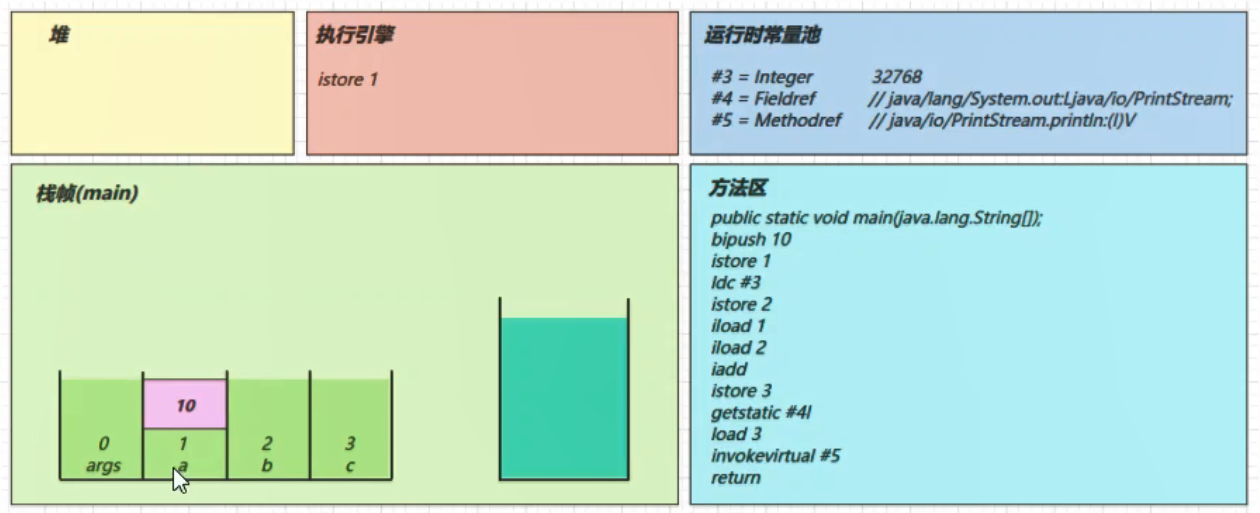 堆
执行引擎
istore 1
运行时常量池
#3 = Integer 32768
#4 = Fieldref // java/lang/System.out:Ljava/io/PrintStream;
#5 = Methodref // java/io/PrintStream.println:(I)V
栈帧(main)
10
0 1 2 3
args a b c
方法区
public static void main(java.lang.String[]);
bipush 10
istore 1
ldc #3
istore 2
iload 1
iload 2
iadd
istore 3
getstatic #4l
load 3
invokevirtual #5
return